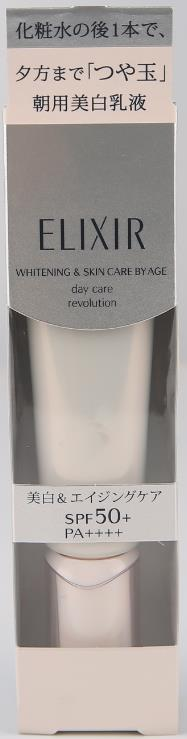 化粧水の後1本で、
夕方まで「つや玉」
朝用美白乳液
ELIXIR
WHITENING & SKIN CARE BY AGE
day care
revolution
美白&エイジングケア
SPF50+
PA++++